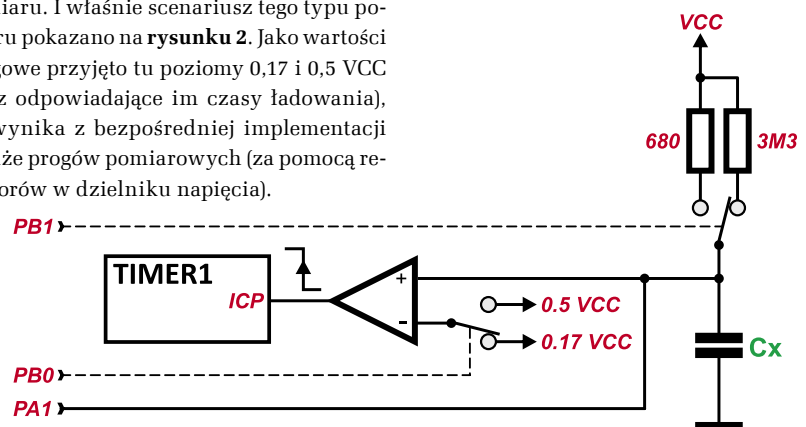 miaru. I właśnie scenariusz tego typu po-
ru pokazano na rysunku 2. Jako wartości
gowe przyjęto tu poziomy 0,17 i 0,5 VCC
z odpowiadające im czasy ładowania),
wynika z bezpośredniej implementacji
że progów pomiarowych (za pomocą re-
orów w dzielniku napięcia).
VCC
680
3M3
PB1
TIMER1
ICP
+
-
0.5 VCC
0.17 VCC
Cx
PB0
PA1